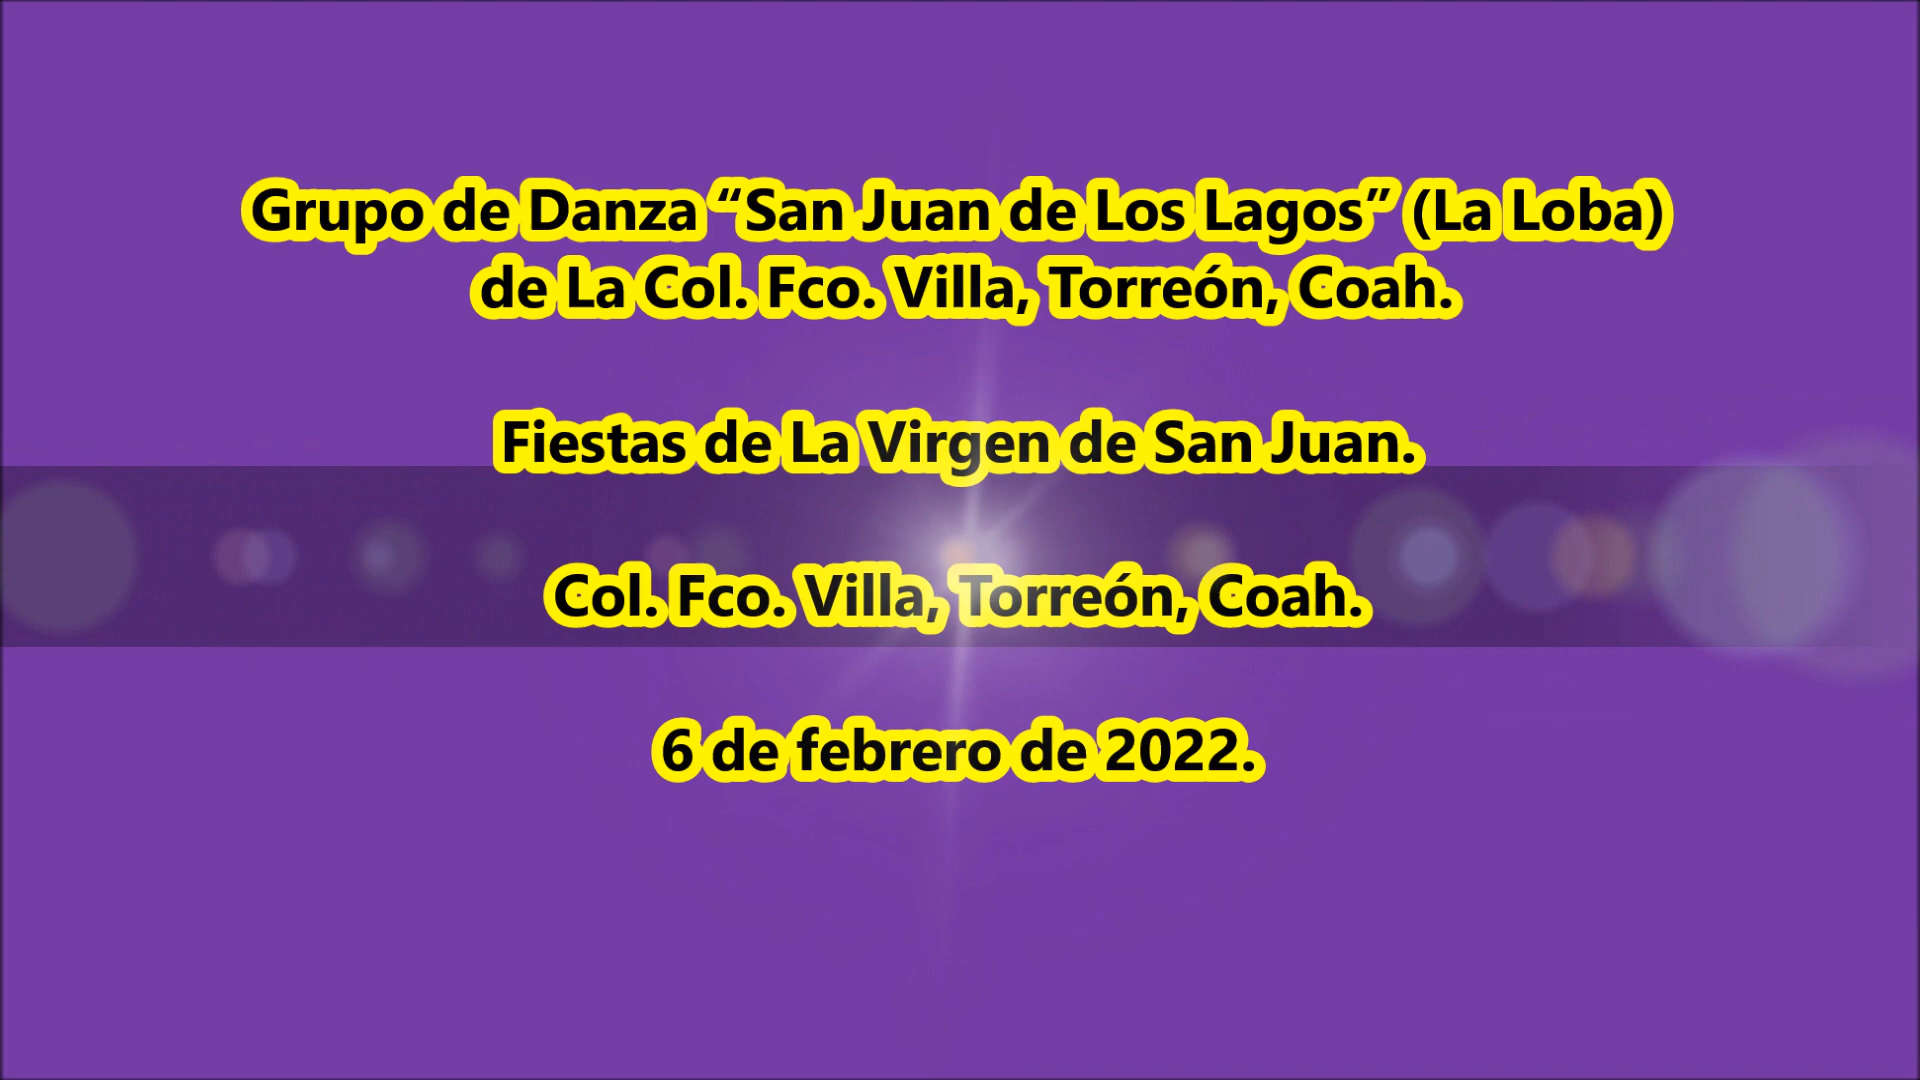 Grupo de Danza “San Juan de Los Lagos” (La Loba)
de La Col. Fco. Villa, Torreón, Coah.
Fiestas de La Virgen de San Juan.
Col. Fco. Villa, Torreón, Coah.
6 de febrero de 2022.